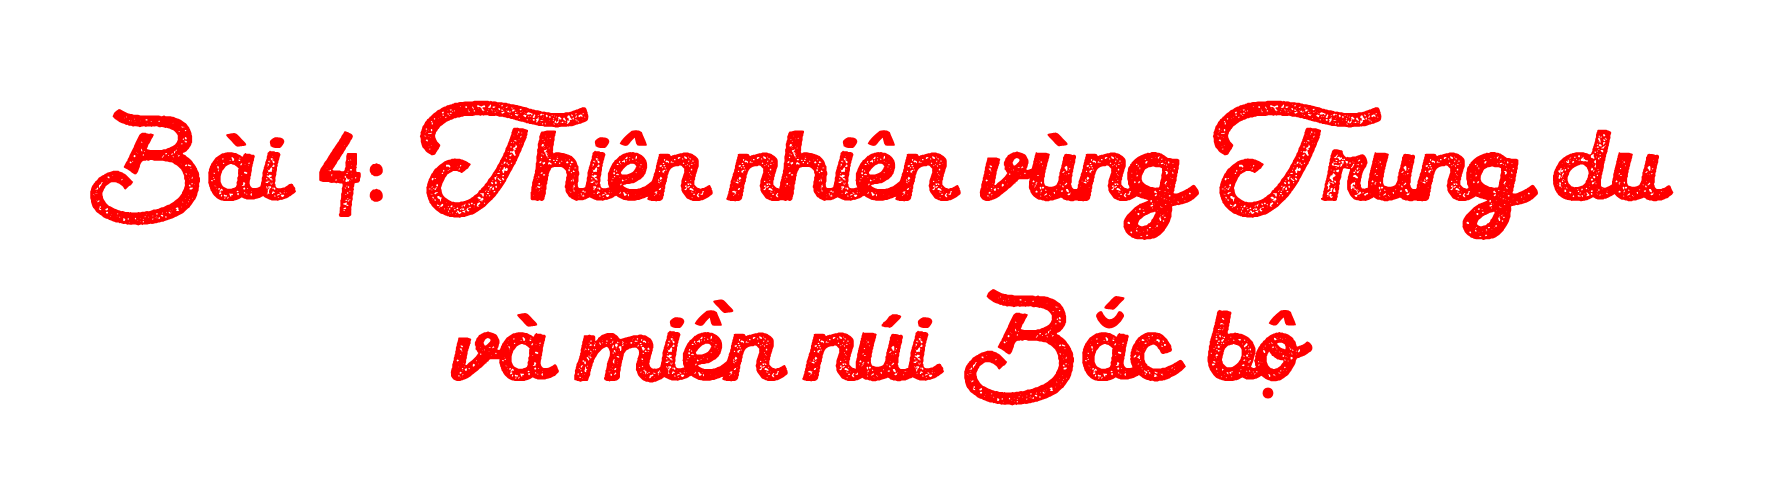 Bài 4: Thiên nhiên vùng Trung du
và miền núi Bắc bộ